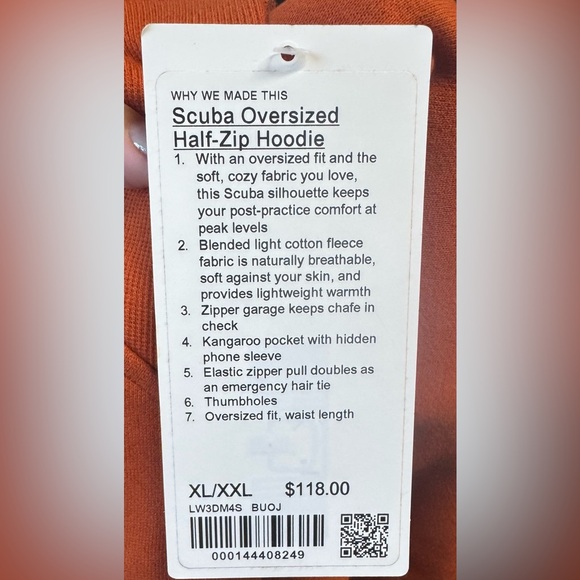 WHY WE MADE THIS
Scuba Oversized
Half-Zip Hoodie
1. With an oversized fit and the
soft, cozy fabric you love,
this Scuba silhouette keeps
your post-practice comfort at
peak levels
2. Blended light cotton fleece
fabric is naturally breathable,
soft against your skin, and
provides lightweight warmth
3. Zipper garage keeps chafe in
check
4. Kangaroo pocket with hidden
phone sleeve
5. Elastic zipper pull doubles as
an emergency hair tie
6. Thumbholes
7. Oversized fit, waist length
XL/XXL $118.00
LW3DM4S BUOJ
000144408249